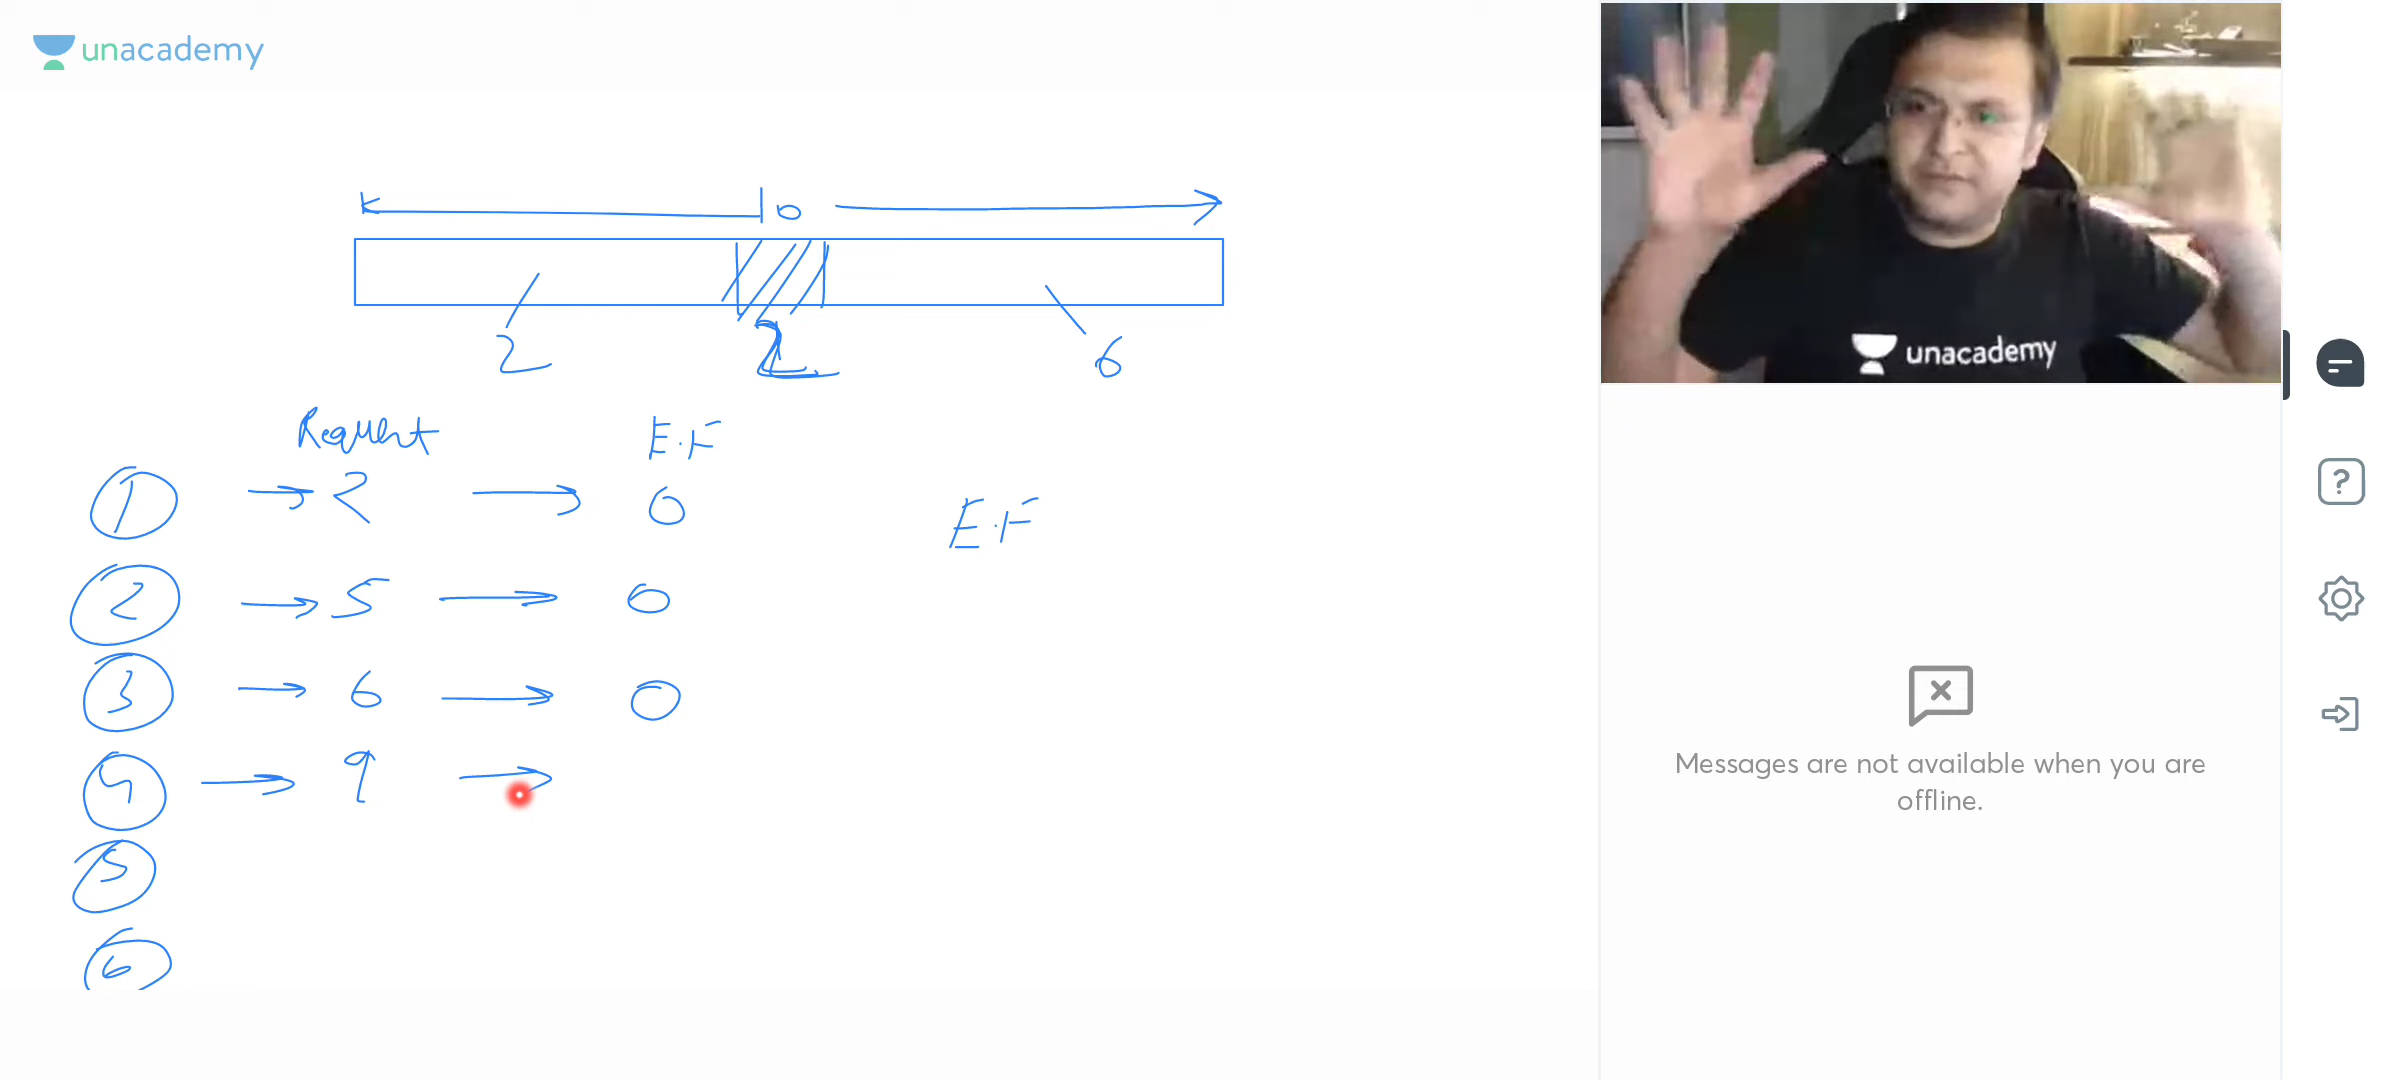 unacademy
10
2 2 6
Request E.F
1 → 2 → 0
E.F
2 → 5 → 0
3 → 6 → 0
4 → 9 →
5
6
unacademy
?
Messages are not available when you are
offline.